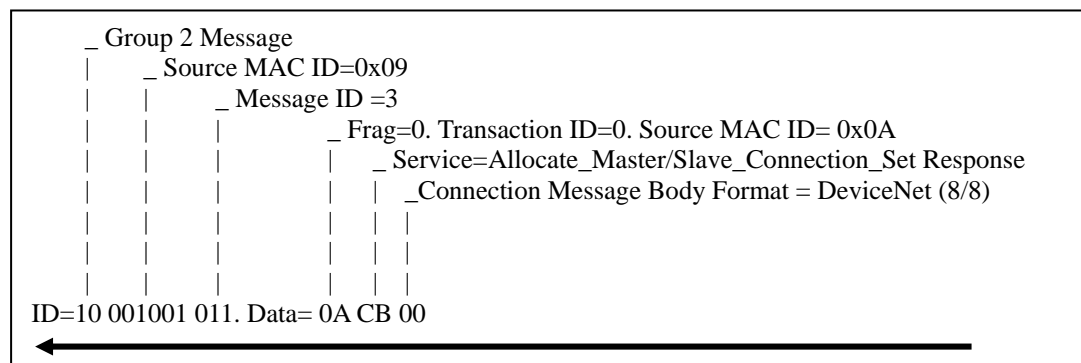 _ Group 2 Message
| _ Source MAC ID=0x09
| | _ Message ID =3
| | | _ Frag=0. Transaction ID=0. Source MAC ID= 0x0A
| | | | _ Service=Allocate_Master/Slave_Connection_Set Response
| | | | | _Connection Message Body Format = DeviceNet (8/8)
| | | | | |
| | | | | |
| | | | | |
ID=10 001001 011. Data= 0A CB 00